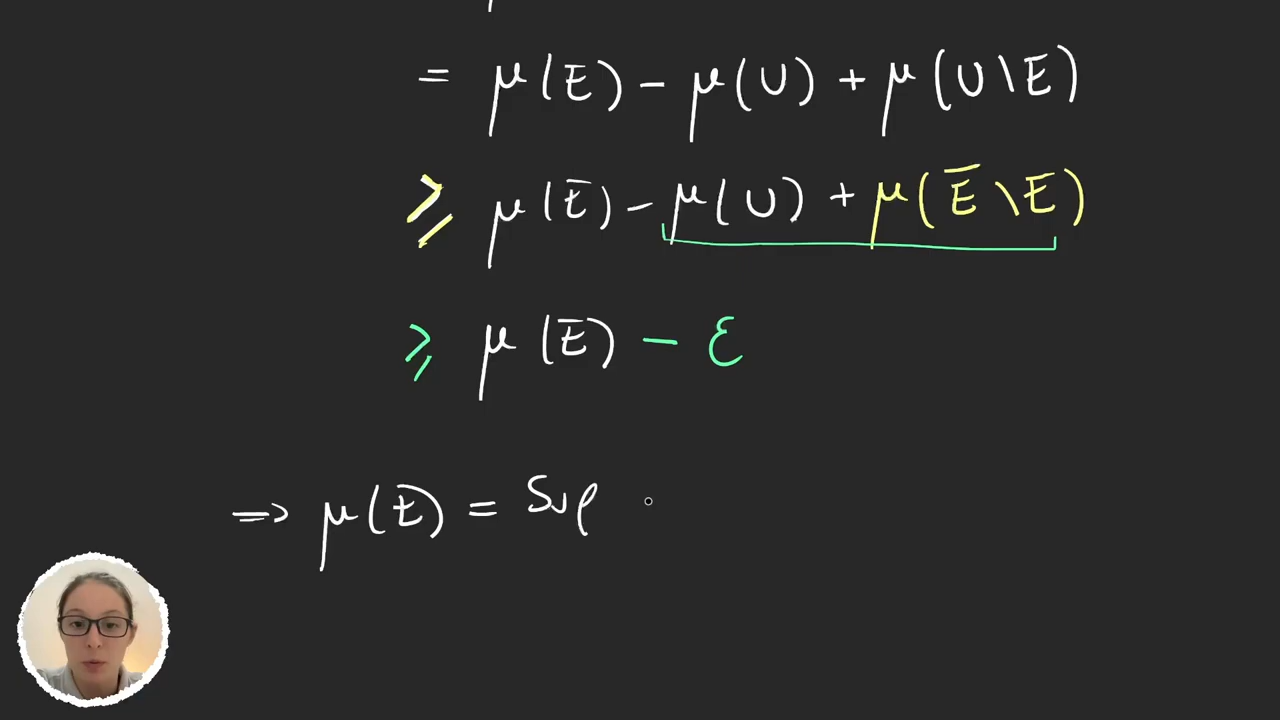 = μ(E) - μ(U) + μ(U\E)
⩾ μ(E) - μ(U) + μ(E̅\E)
⩾ μ(E) - ε
⟹ μ(E) = Sup